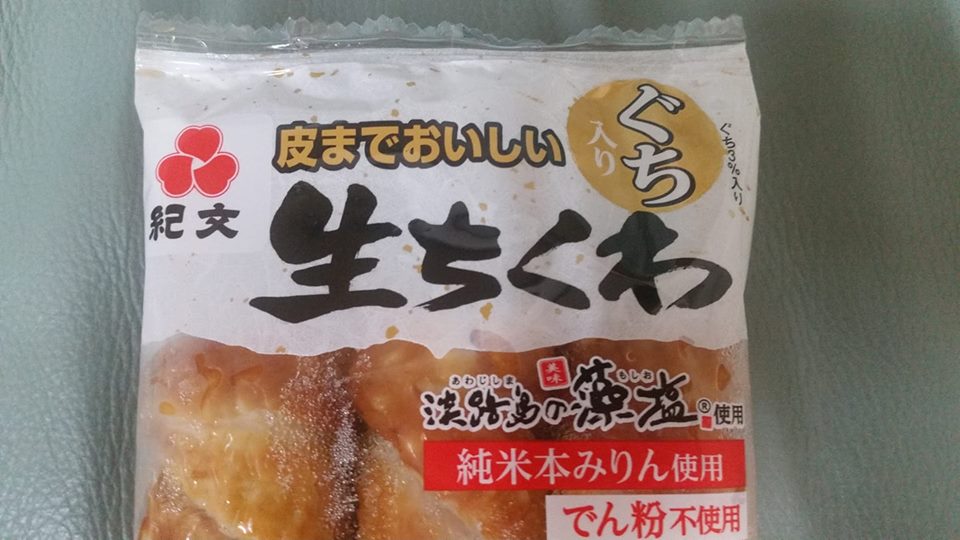 皮までおいしい
ぐち
入り
ぐち3%入り
紀文
生ちくわ
あわじしま
美味
もしお
淡路島の藻塩®使用
純米本みりん使用
でん粉不使用